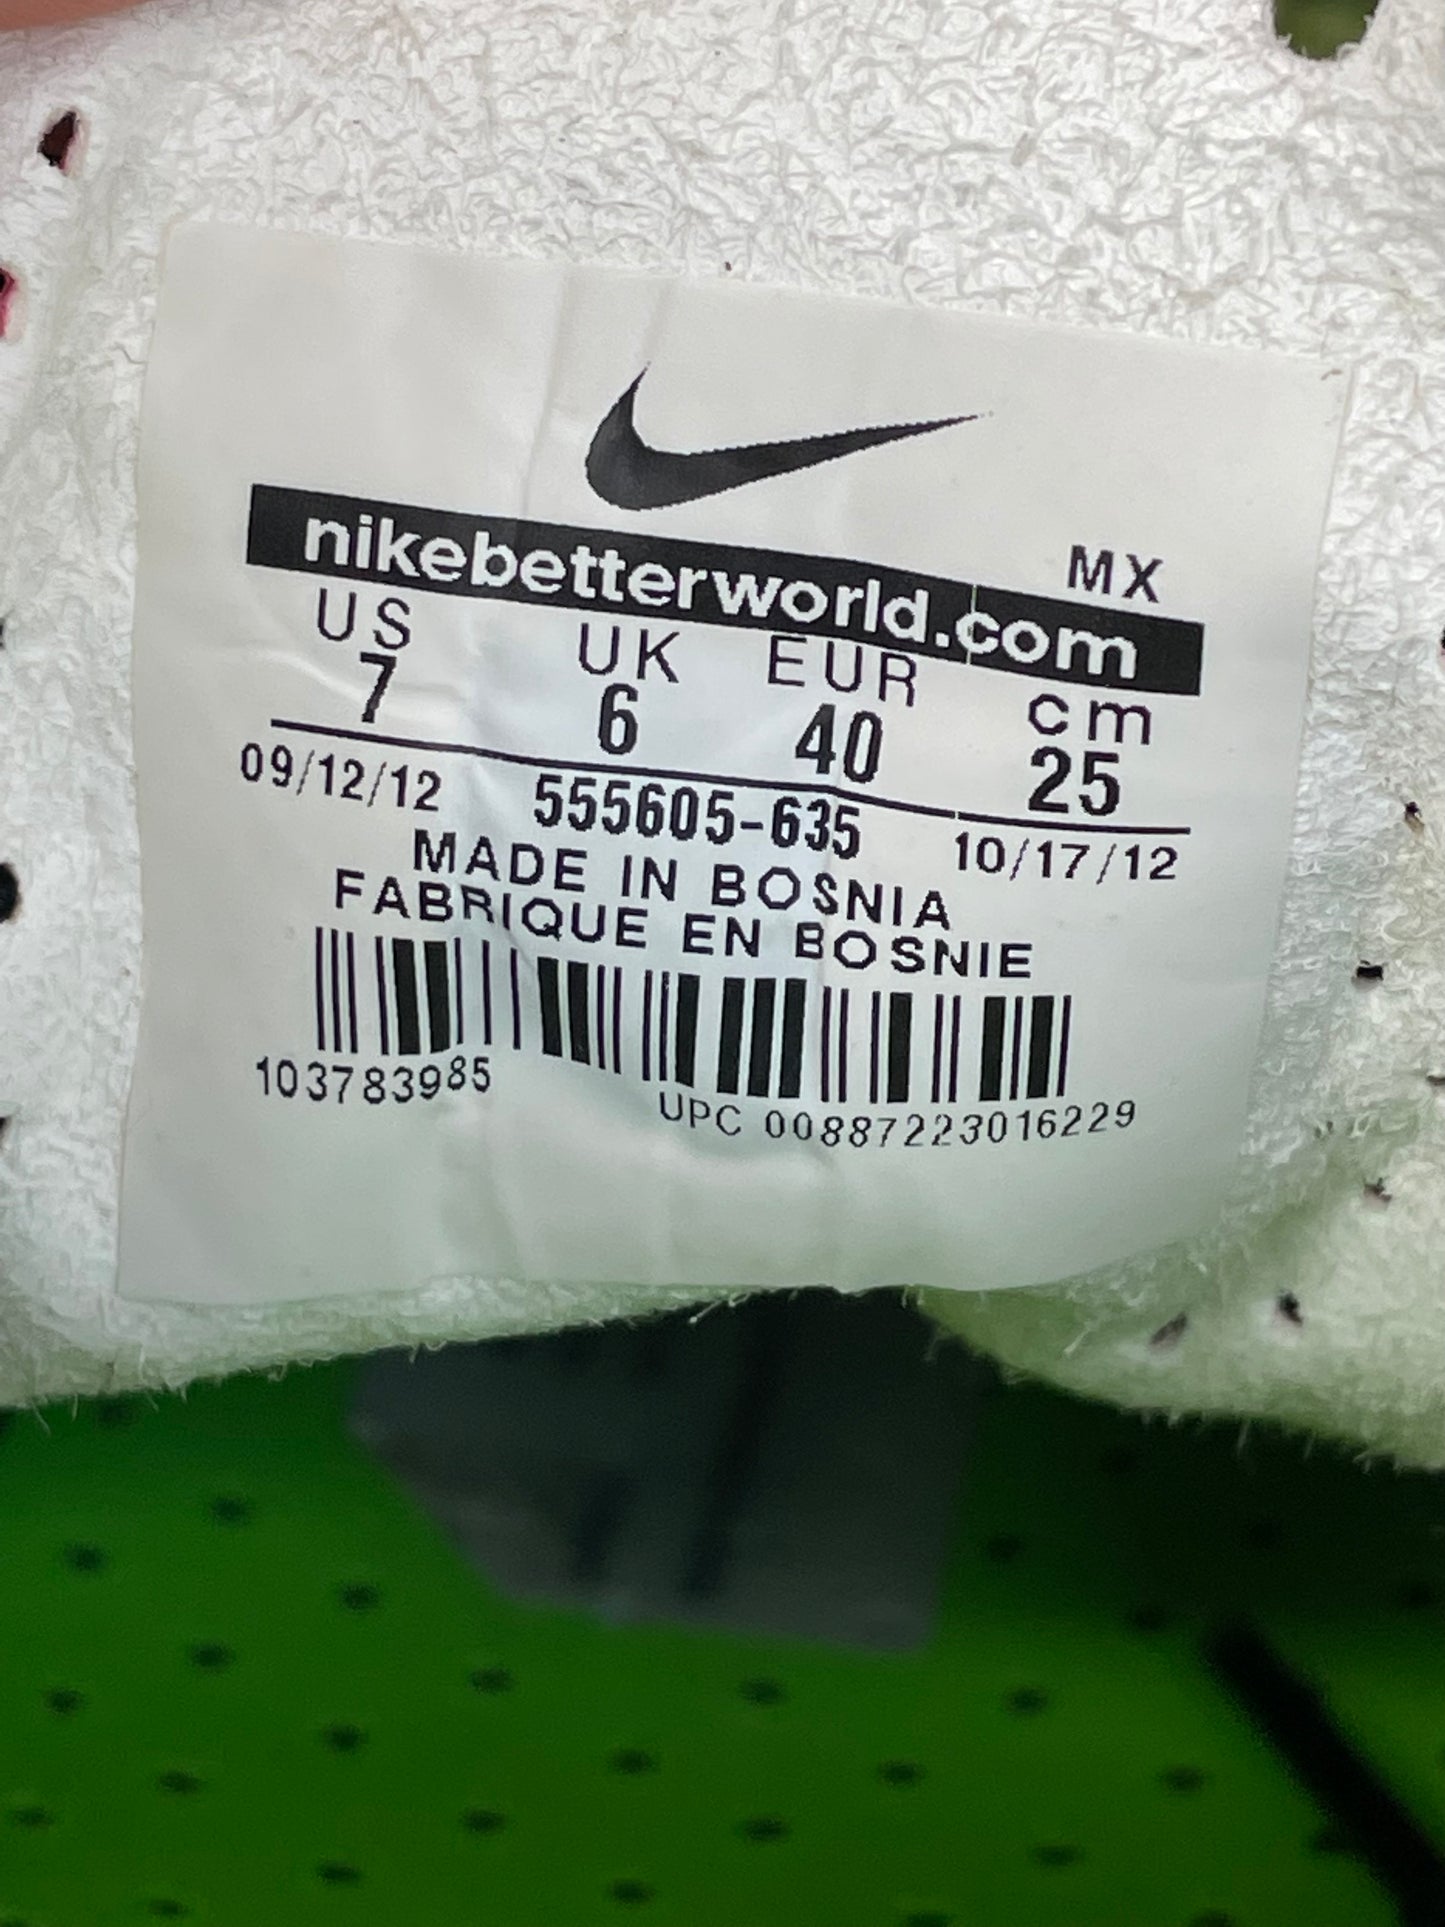 nikebetterworld.com
MX
US UK EUR cm
7 6 40 25
09/12/12 555605-635 10/17/12
MADE IN BOSNIA
FABRIQUE EN BOSNIE
103783985
UPC 00887223016229